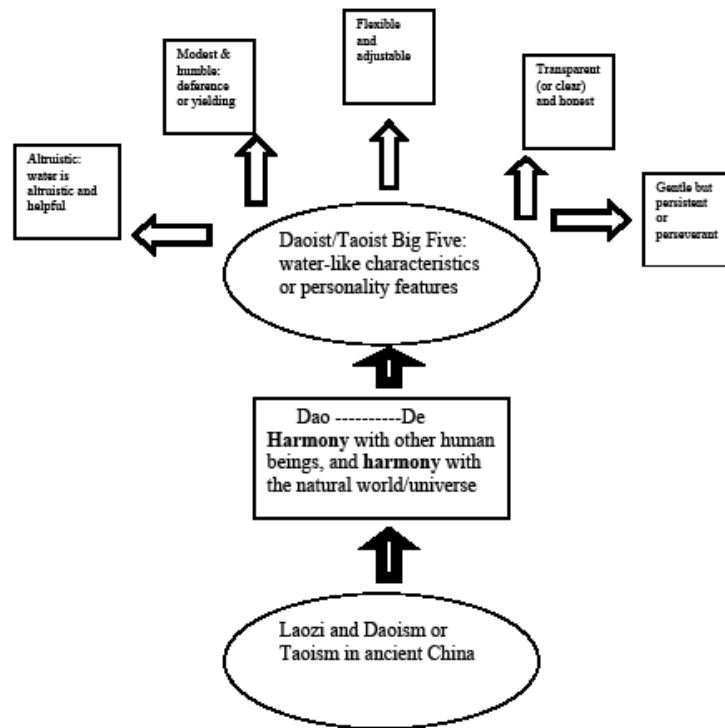 Flexible
and
adjustable
Modest &
humble:
deference
or yielding
Transparent
(or clear)
and honest
Altruistic:
water is
altruistic and
helpful
Gentle but
persistent
or
perseverant
Daoist/Taoist Big Five:
water-like characteristics
or personality features
Dao ----------De
Harmony with other human
beings, and harmony with
the natural world/universe
Laozi and Daoism or
Taoism in ancient China